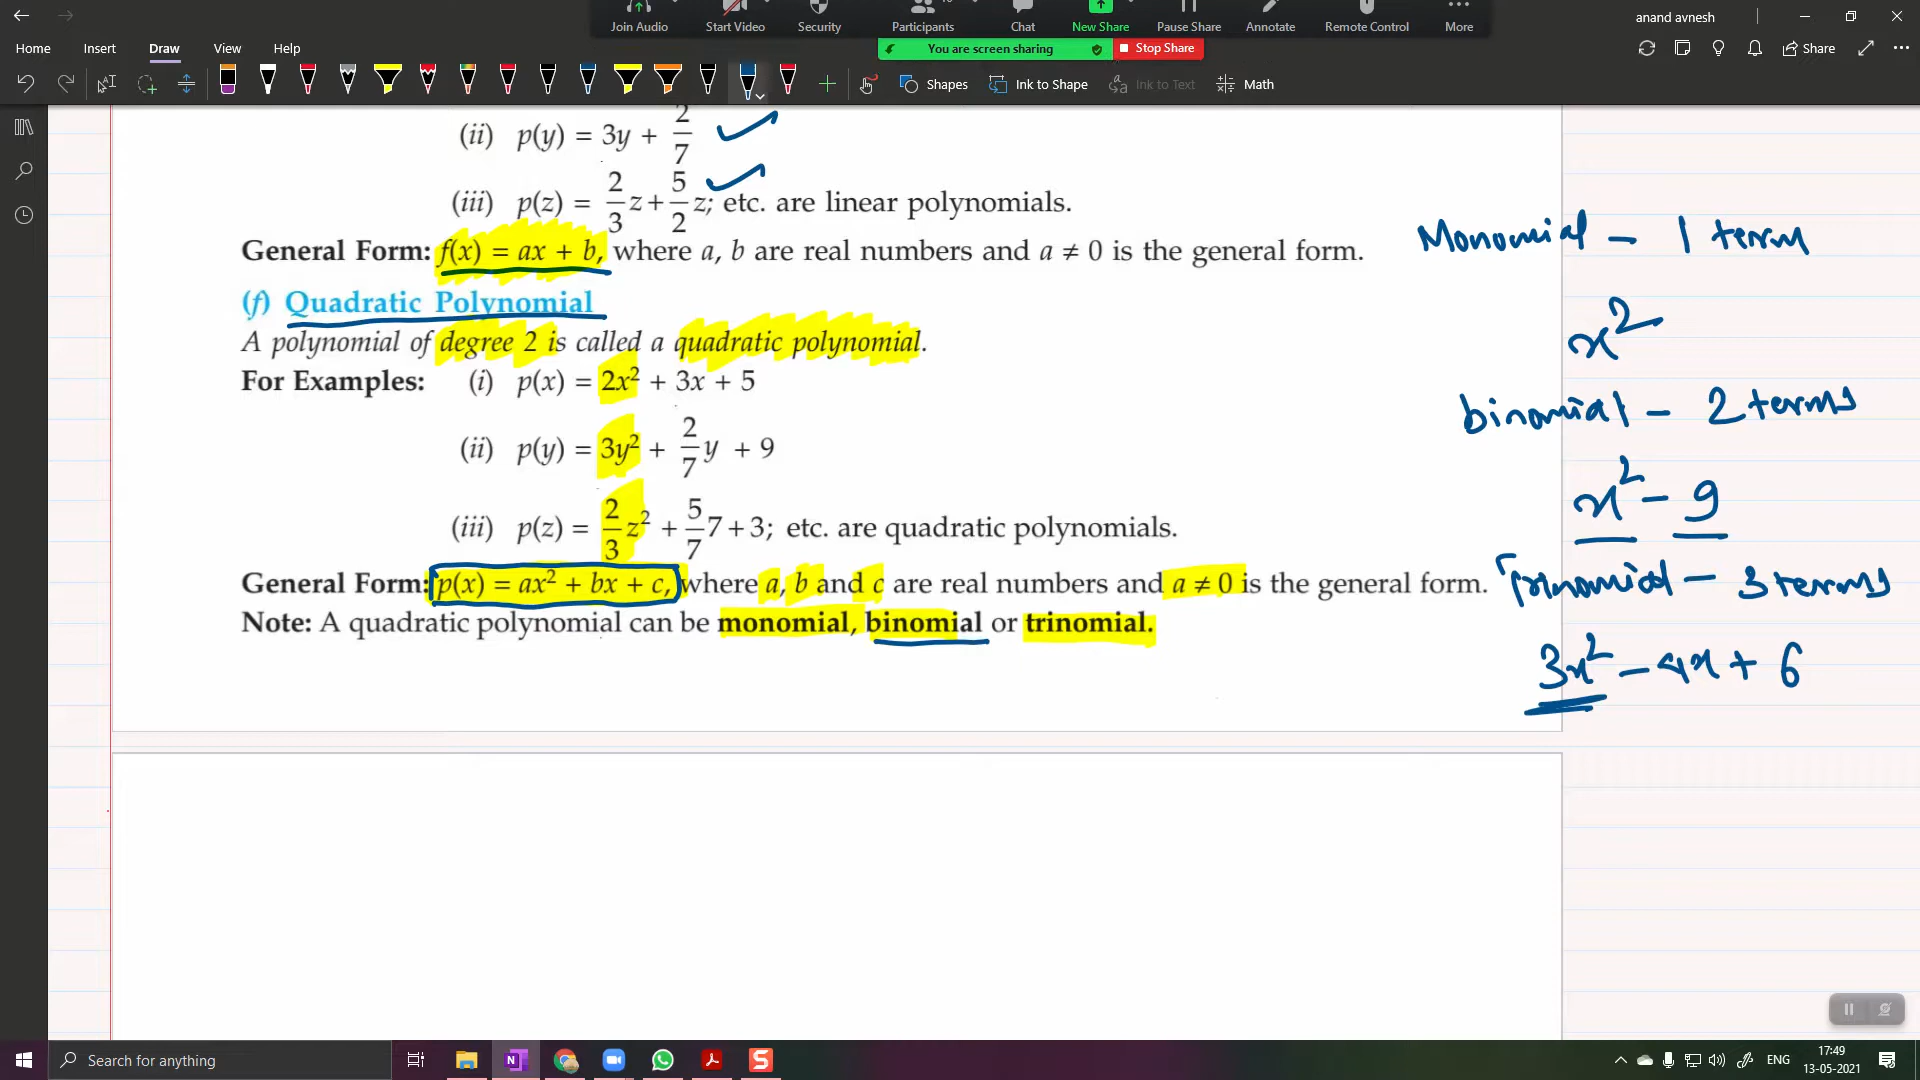 anand avnesh
Join Audio Start Video Security Participants Chat New Share Pause Share Annotate Remote Control More
You are screen sharing Stop Share
Home Insert Draw View Help Share
Shapes Ink to Shape Ink to Text Math
(ii) p(y) = 3y + 2/7
(iii) p(z) = 2/3 z + 5/2 z; etc. are linear polynomials.
General Form: f(x) = ax + b, where a, b are real numbers and a ≠ 0 is the general form.
(f) Quadratic Polynomial
A polynomial of degree 2 is called a quadratic polynomial.
For Examples: (i) p(x) = 2x² + 3x + 5
(ii) p(y) = 3y² + 2/7 y + 9
(iii) p(z) = 2/3 z² + 5/7 7 + 3; etc. are quadratic polynomials.
General Form: p(x) = ax² + bx + c, where a, b and c are real numbers and a ≠ 0 is the general form.
Note: A quadratic polynomial can be monomial, binomial or trinomial.
Monomial - 1 term
x²
binomial - 2 terms
x² - 9
Trinomial - 3 terms
3x² - 4x + 6
Search for anything
ENG
17:49
13-05-2021